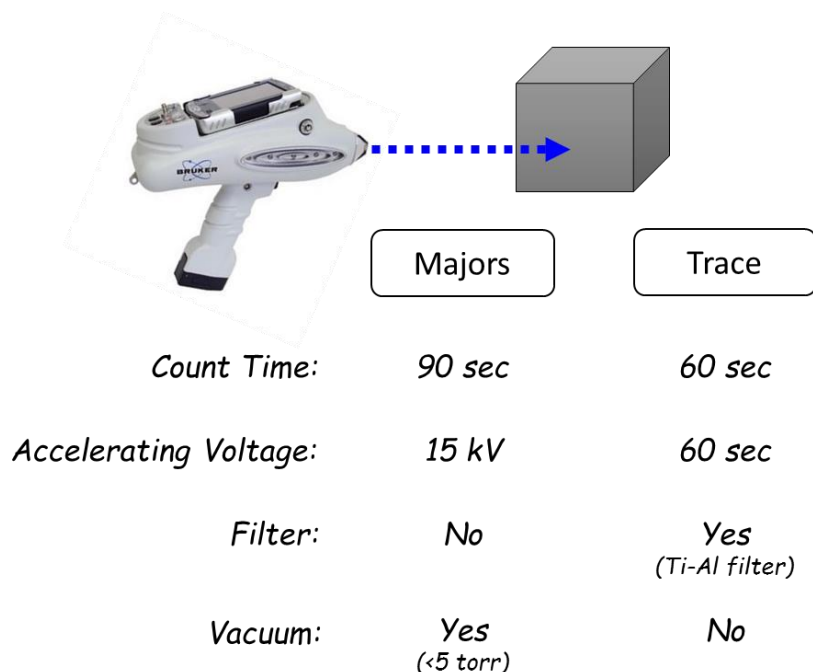 BRUKER
Majors Trace
Count Time: 90 sec 60 sec
Accelerating Voltage: 15 kV 60 sec
Filter: No Yes
(Ti-Al filter)
Vacuum: Yes No
(<5 torr)